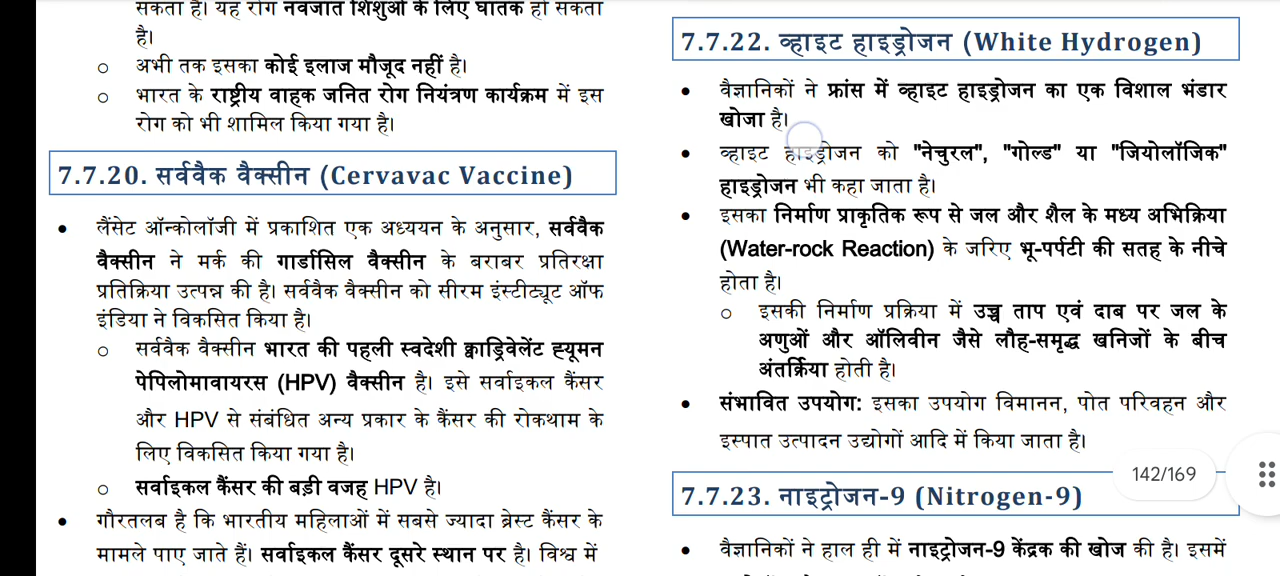 सकता है। यह रोग नवजात शिशुओं के लिए घातक हो सकता
है।
○ अभी तक इसका कोई इलाज मौजूद नहीं है।
○ भारत के राष्ट्रीय वाहक जनित रोग नियंत्रण कार्यक्रम में इस
रोग को भी शामिल किया गया है।
7.7.20. सर्ववैक वैक्सीन (Cervavac Vaccine)
• लैंसेट ऑन्कोलॉजी में प्रकाशित एक अध्ययन के अनुसार, सर्ववैक
वैक्सीन ने मर्क की गार्डासिल वैक्सीन के बराबर प्रतिरक्षा
प्रतिक्रिया उत्पन्न की है। सर्ववैक वैक्सीन को सीरम इंस्टीट्यूट ऑफ
इंडिया ने विकसित किया है।
○ सर्ववैक वैक्सीन भारत की पहली स्वदेशी क्वाड्रिवेलेंट ह्यूमन
पेपिलोमावायरस (HPV) वैक्सीन है। इसे सर्वाइकल कैंसर
और HPV से संबंधित अन्य प्रकार के कैंसर की रोकथाम के
लिए विकसित किया गया है।
○ सर्वाइकल कैंसर की बड़ी वजह HPV है।
• गौरतलब है कि भारतीय महिलाओं में सबसे ज्यादा ब्रेस्ट कैंसर के
मामले पाए जाते हैं। सर्वाइकल कैंसर दूसरे स्थान पर है। विश्व में
7.7.22. व्हाइट हाइड्रोजन (White Hydrogen)
• वैज्ञानिकों ने फ्रांस में व्हाइट हाइड्रोजन का एक विशाल भंडार
खोजा है।
• व्हाइट हाइड्रोजन को "नेचुरल", "गोल्ड" या "जियोलॉजिक"
हाइड्रोजन भी कहा जाता है।
• इसका निर्माण प्राकृतिक रूप से जल और शैल के मध्य अभिक्रिया
(Water-rock Reaction) के जरिए भू-पर्पटी की सतह के नीचे
होता है।
○ इसकी निर्माण प्रक्रिया में उच्च ताप एवं दाब पर जल के
अणुओं और ऑलिवीन जैसे लौह-समृद्ध खनिजों के बीच
अंतर्क्रिया होती है।
• संभावित उपयोग: इसका उपयोग विमानन, पोत परिवहन और
इस्पात उत्पादन उद्योगों आदि में किया जाता है।
142/169
7.7.23. नाइट्रोजन-9 (Nitrogen-9)
• वैज्ञानिकों ने हाल ही में नाइट्रोजन-9 केंद्रक की खोज की है। इसमें